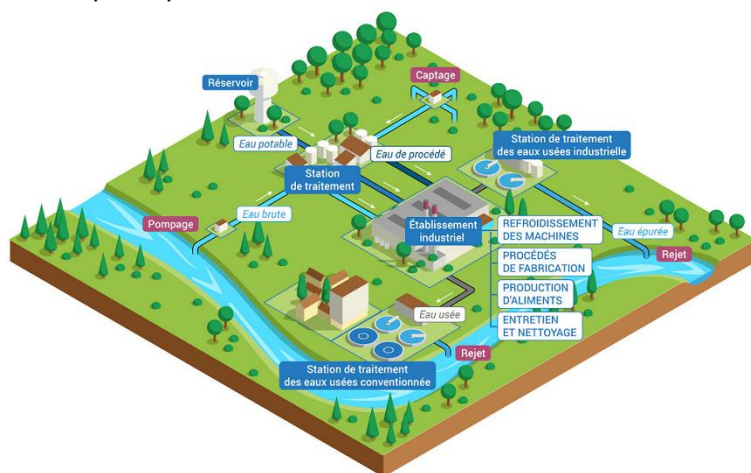 Captage
Réservoir
Eau potable
Eau de procédé
Station de traitement
des eaux usées industrielle
Station
de traitement
Pompage
Eau brute
Établissement
industriel
REFROIDISSEMENT
DES MACHINES
Eau épurée
Rejet
PROCÉDÉS
DE FABRICATION
PRODUCTION
D'ALIMENTS
Eau usée
ENTRETIEN
ET NETTOYAGE
Rejet
Station de traitement
des eaux usées conventionnée